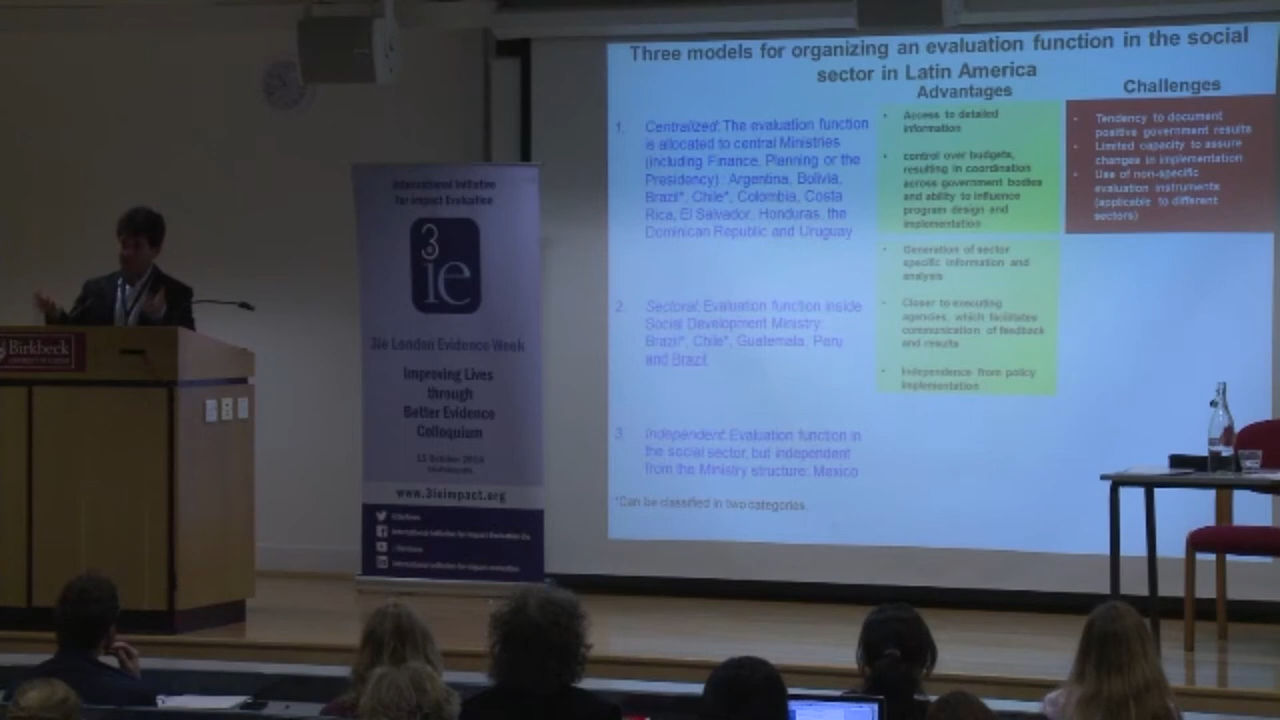 Three models for organizing an evaluation function in the social
sector in Latin America
Advantages
Challenges
1. Centralized: The evaluation function
is allocated to central Ministries
(including Finance, Planning or the
Presidency): Argentina, Bolivia,
Brazil*, Chile*, Colombia, Costa
Rica, El Salvador, Honduras, the
Dominican Republic and Uruguay
• Access to detailed
information
• control over budgets,
resulting in coordination
across government bodies
and ability to influence
program design and
implementation
• Tendency to document
positive government results
• Limited capacity to assure
changes in implementation
• Use of non-specific
evaluation instruments
(applicable to different
sectors)
2. Sectoral: Evaluation function inside
Social Development Ministry:
Brazil*, Chile*, Guatemala, Peru
and Brazil
• Generation of sector
specific information and
analysis
• Closer to executing
agencies, which facilitates
communication of feedback
and results
• Independence from policy
implementation
3. Independent: Evaluation function in
the social sector, but independent
from the Ministry structure: Mexico
*Can be classified in two categories.
International Initiative
for Impact Evaluation
3
ie
3ie London Evidence Week
Improving Lives
through
Better Evidence
Colloquium
www.3ieimpact.org
Birkbeck